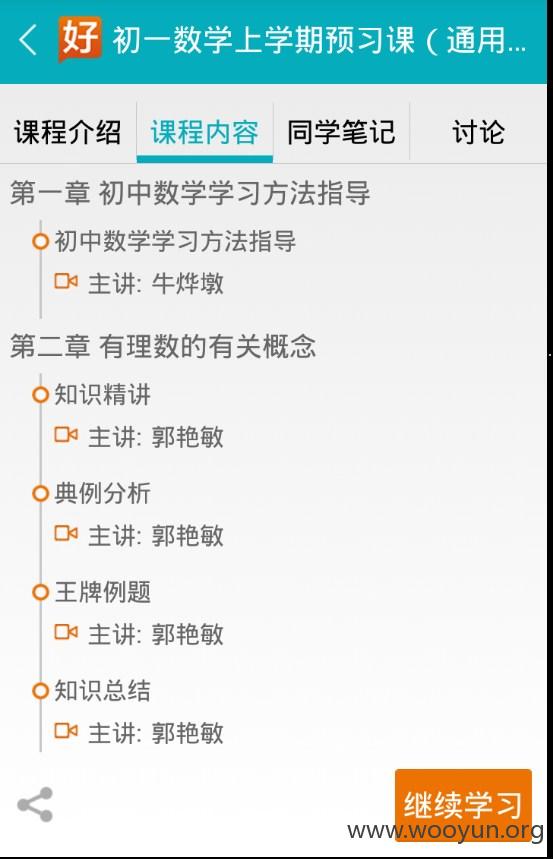 好 初一数学上学期预习课（通用...
课程介绍 课程内容 同学笔记 讨论
第一章 初中数学学习方法指导
初中数学学习方法指导
主讲: 牛烨墩
第二章 有理数的有关概念
知识精讲
主讲: 郭艳敏
典例分析
主讲: 郭艳敏
王牌例题
主讲: 郭艳敏
知识总结
主讲: 郭艳敏
继续学习
www.wooyun.org